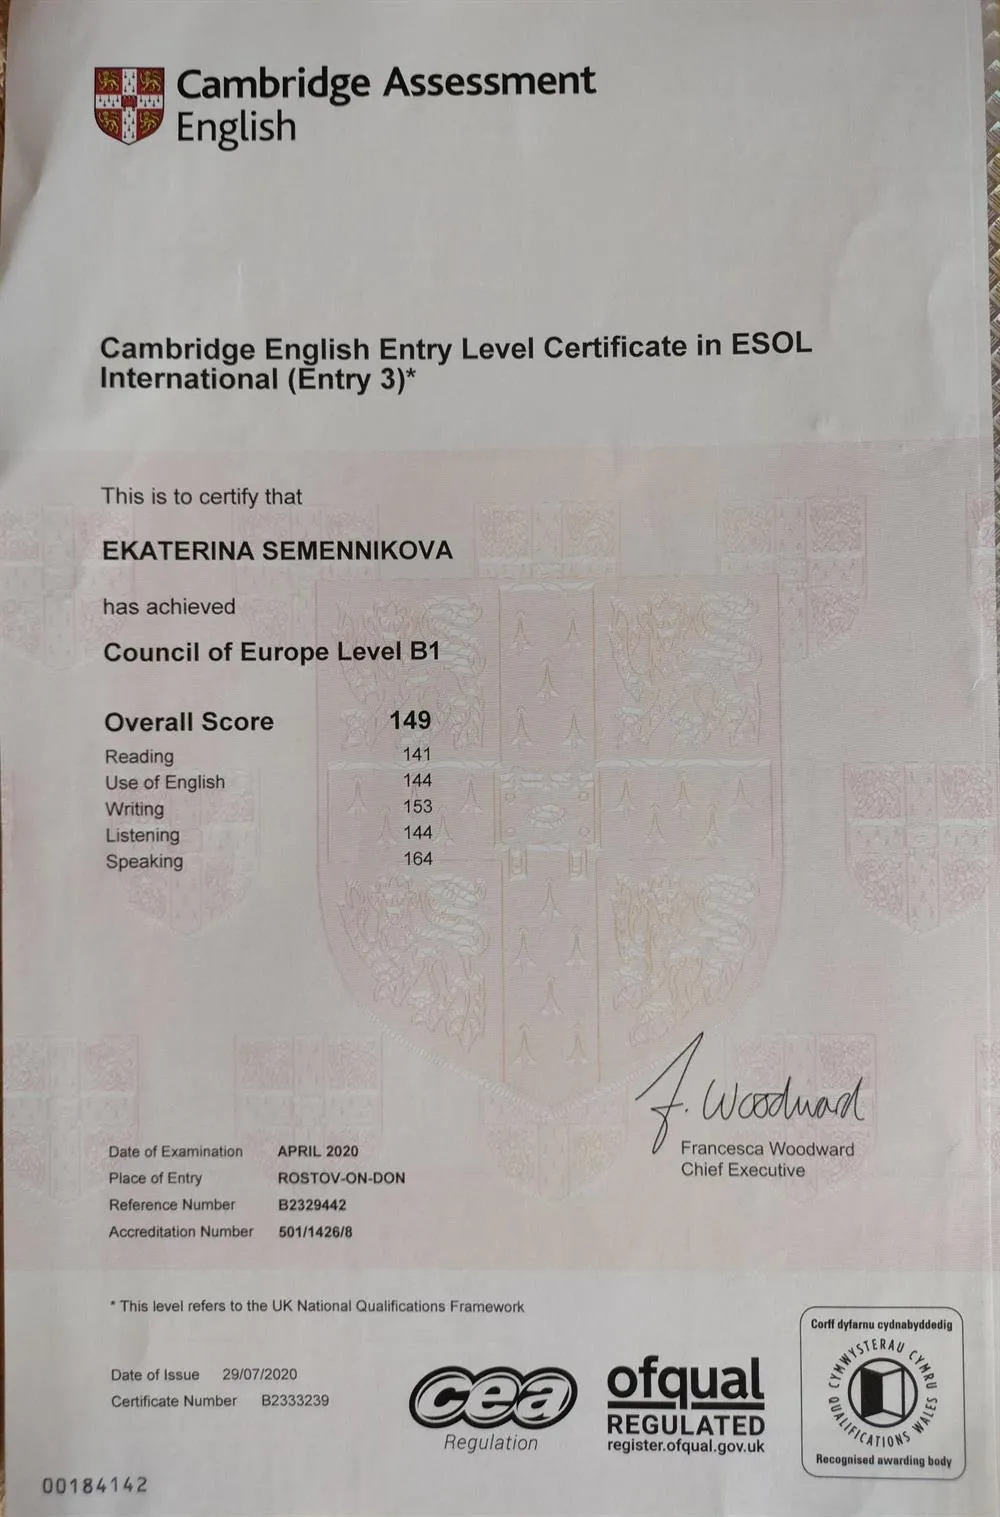 Cambridge Assessment
English
Cambridge English Entry Level Certificate in ESOL
International (Entry 3)*
This is to certify that
EKATERINA SEMENNIKOVA
has achieved
Council of Europe Level B1
Overall Score 149
Reading 141
Use of English 144
Writing 153
Listening 144
Speaking 164
F. Woodward
Francesca Woodward
Chief Executive
Date of Examination APRIL 2020
Place of Entry ROSTOV-ON-DON
Reference Number B2329442
Accreditation Number 501/1426/8
* This level refers to the UK National Qualifications Framework
Date of Issue 29/07/2020
Certificate Number B2333239
cea
Regulation
ofqual
REGULATED
register.ofqual.gov.uk
Corff dyfarnu cydnabyddedig
CYMWYSTERAU CYMRU
QUALIFICATIONS WALES
Recognised awarding body
00184142